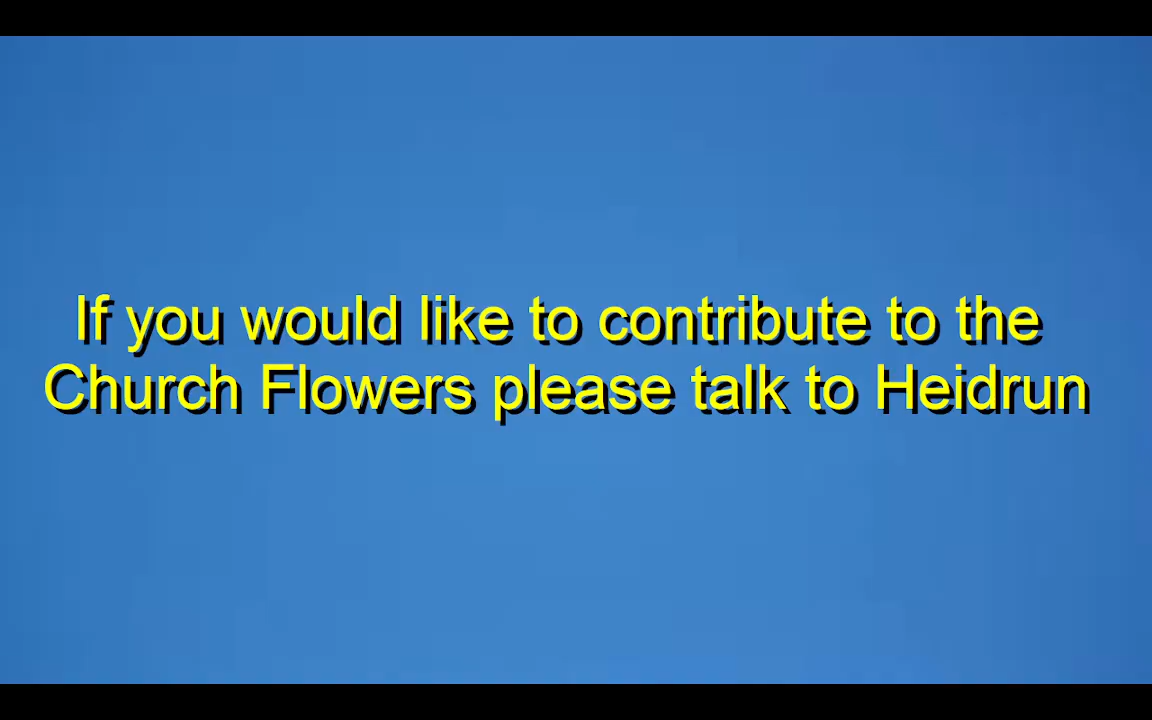 If you would like to contribute to the
Church Flowers please talk to Heidrun